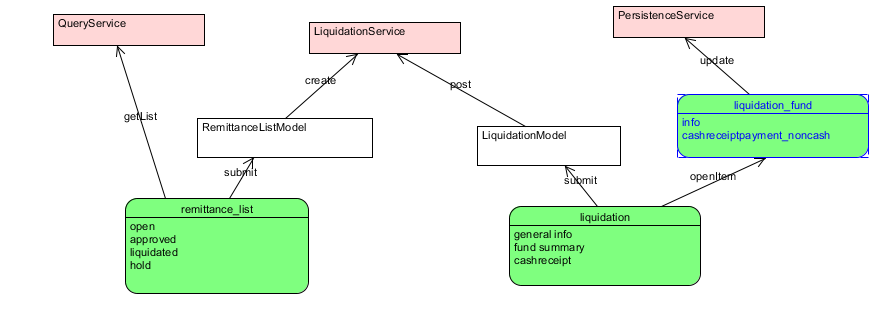 QueryService
LiquidationService
PersistenceService
create
post
update
getList
RemittanceListModel
LiquidationModel
liquidation_fund
info
cashreceiptpayment_noncash
submit
submit
openItem
remittance_list
open
approved
liquidated
hold
liquidation
general info
fund summary
cashreceipt